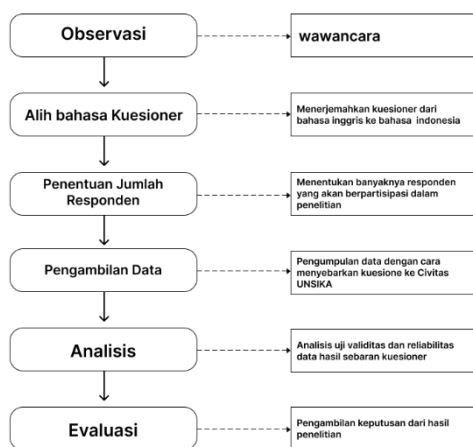 Observasi
wawancara
Alih bahasa Kuesioner
Menerjemahkan kuesioner dari
bahasa inggris ke bahasa indonesia
Penentuan Jumlah
Responden
Menentukan banyaknya responden
yang akan berpartisipasi dalam
penelitian
Pengambilan Data
Pengumpulan data dengan cara
menyebarkan kuesione ke Civitas
UNSIKA
Analisis
Analisis uji validitas dan reliabilitas
data hasil sebaran kuesioner
Evaluasi
Pengambilan keputusan dari hasil
penelitian